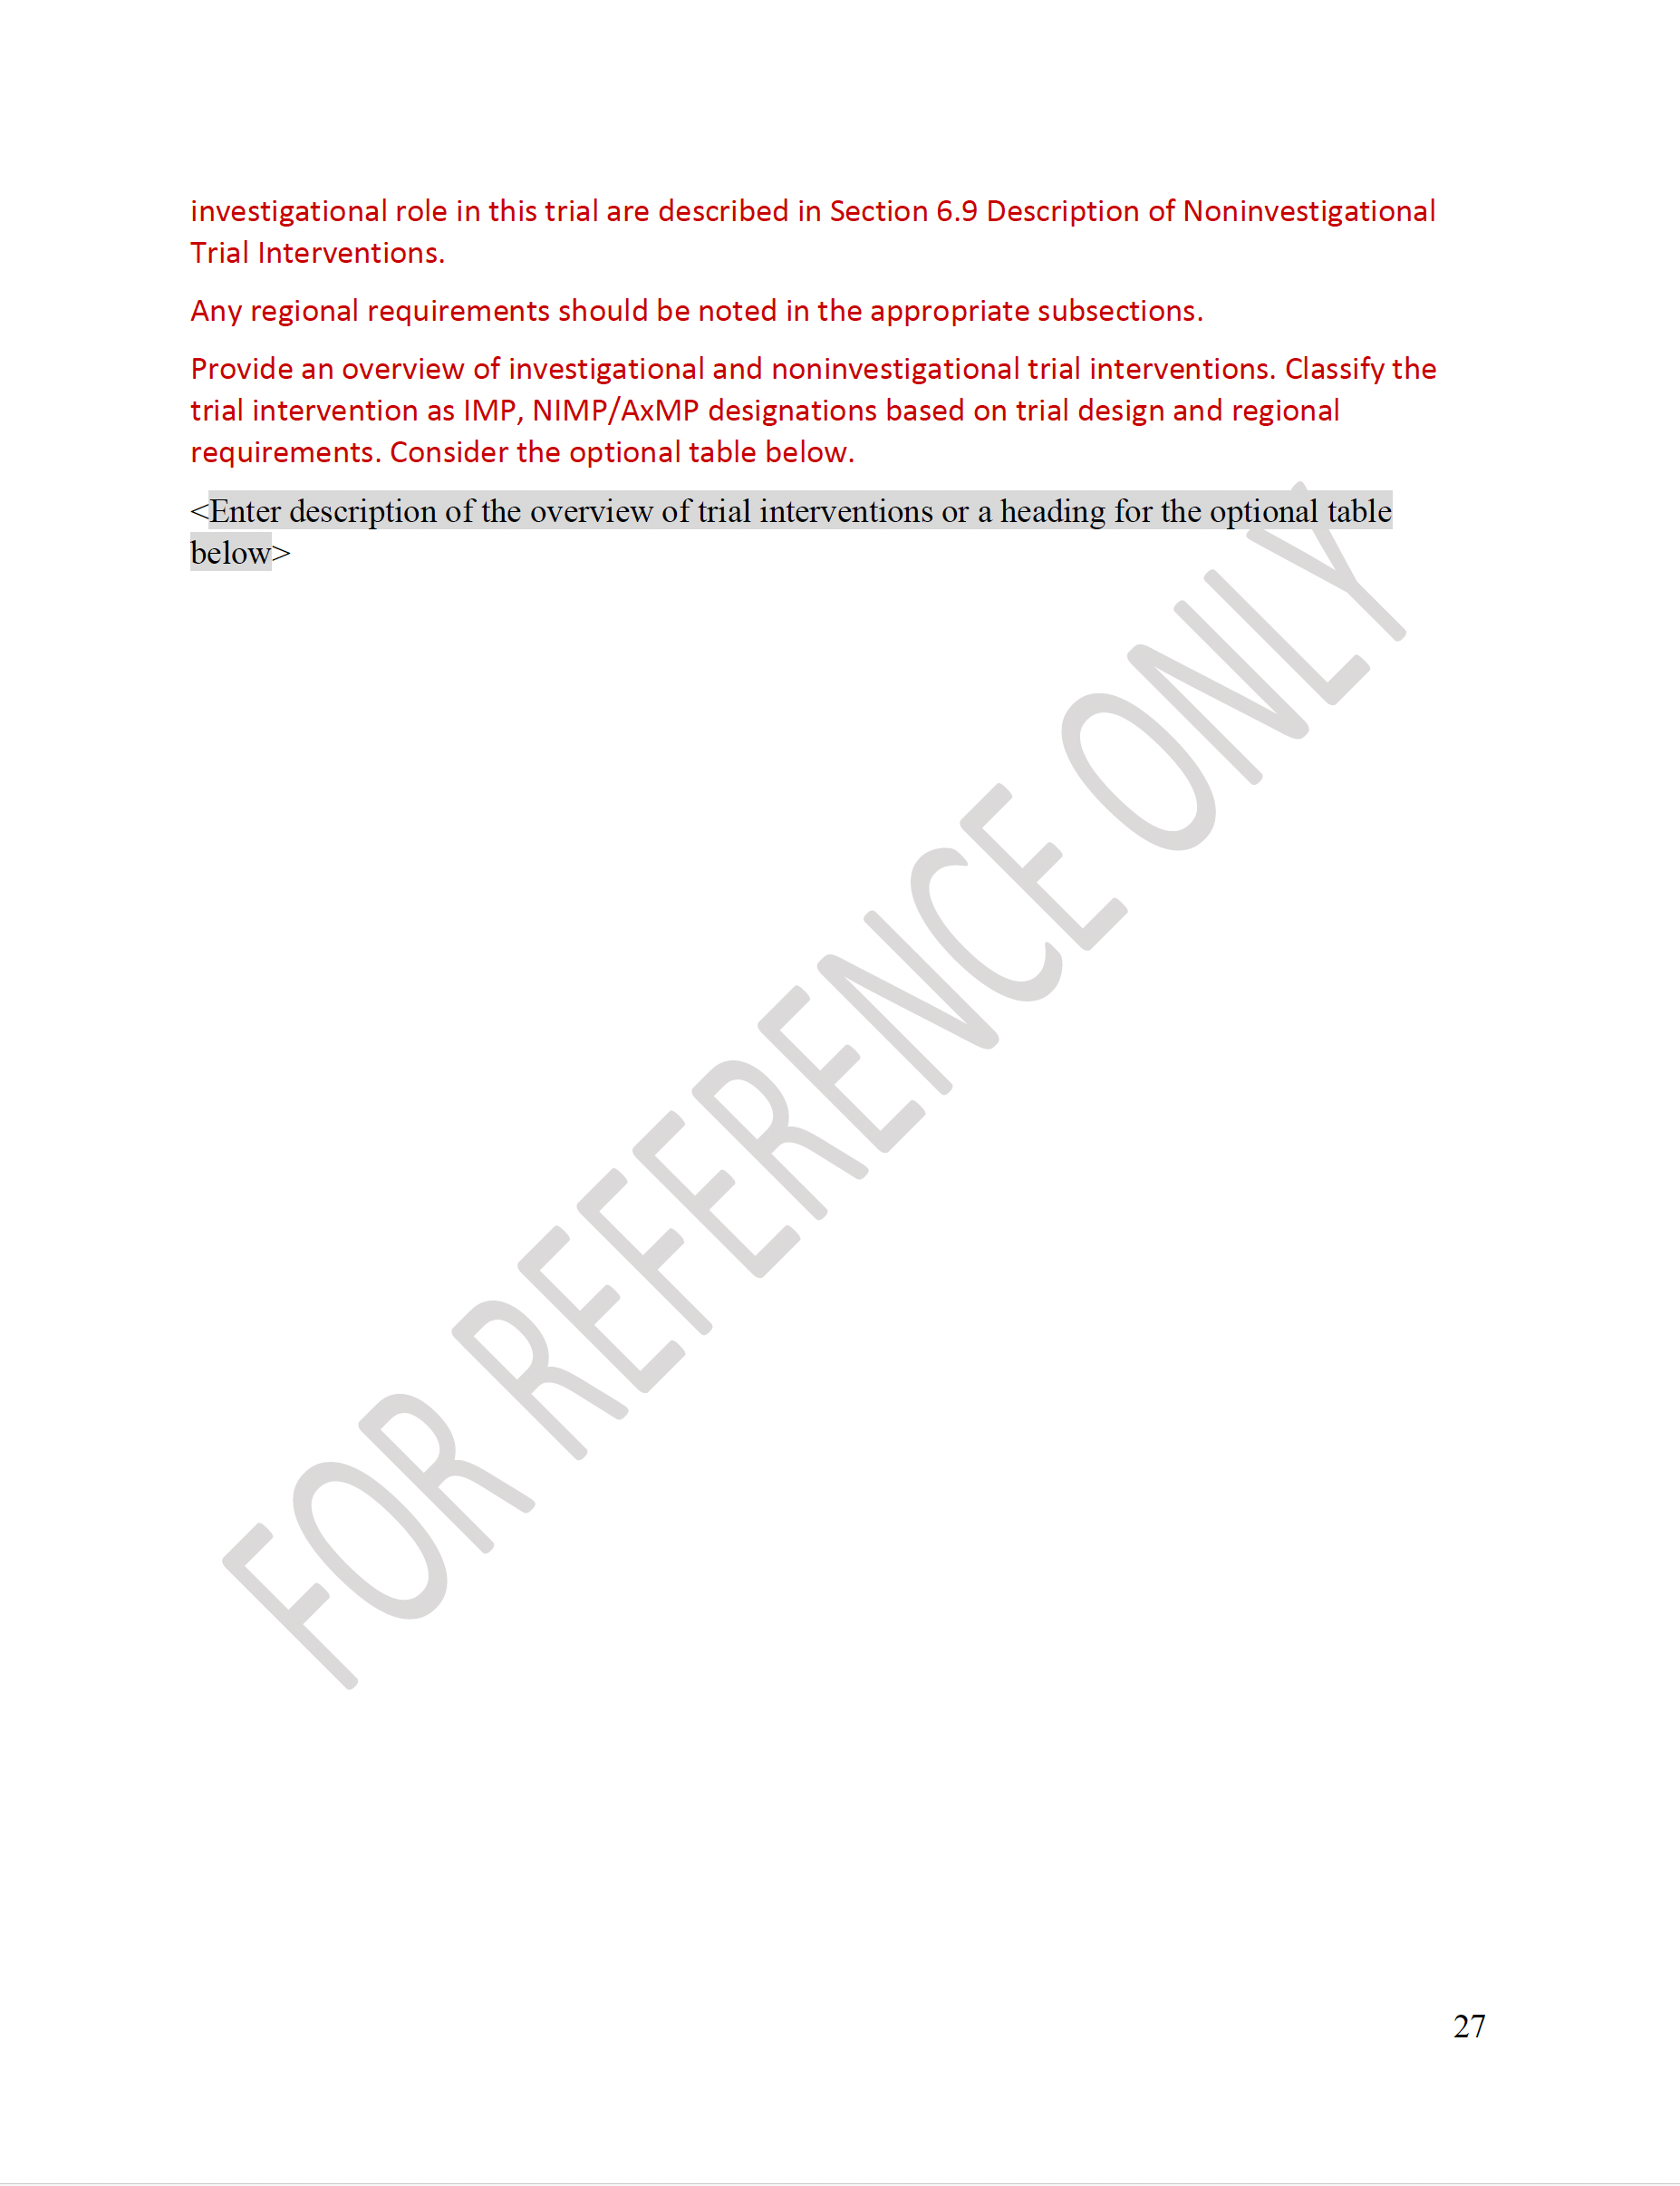 investigational role in this trial are described in Section 6.9 Description of Noninvestigational
Trial Interventions.
Any regional requirements should be noted in the appropriate subsections.
Provide an overview of investigational and noninvestigational trial interventions. Classify the
trial intervention as IMP, NIMP/AxMP designations based on trial design and regional
requirements. Consider the optional table below.
<Enter description of the overview of trial interventions or a heading for the optional table
below>
FOR REFERENCE ONLY
27